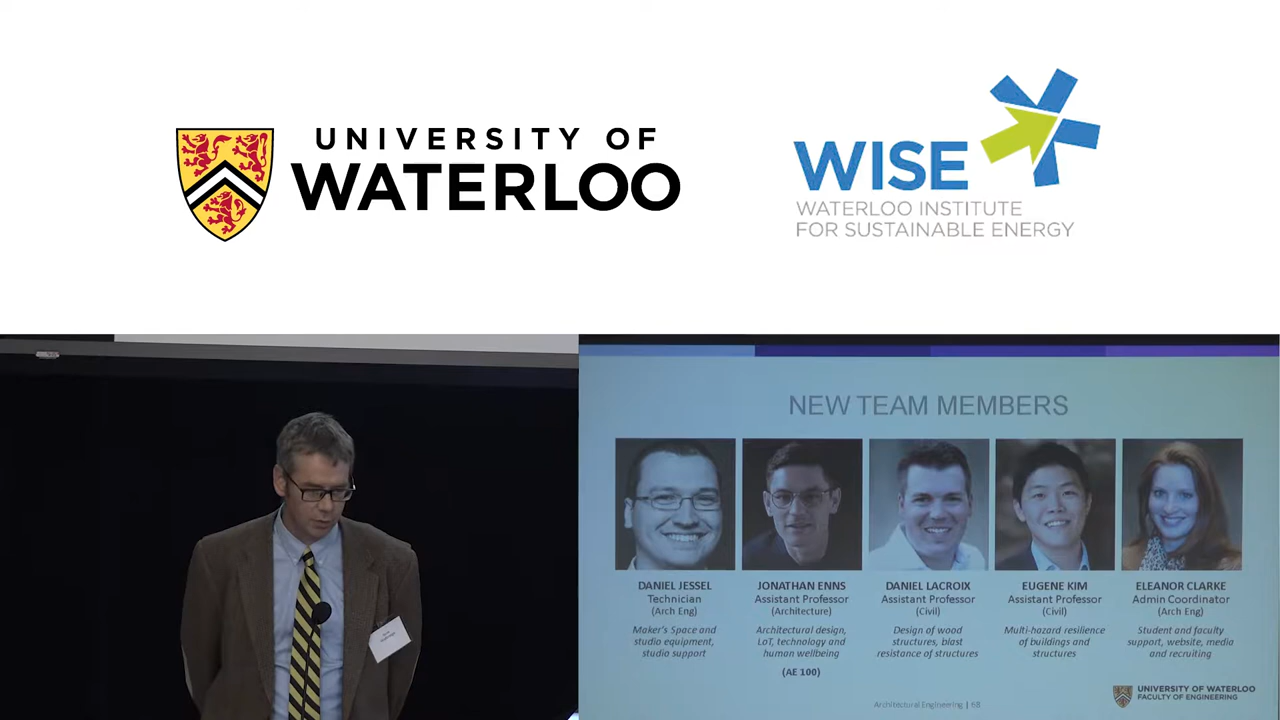 UNIVERSITY OF
WATERLOO
WISE
WATERLOO INSTITUTE
FOR SUSTAINABLE ENERGY
NEW TEAM MEMBERS
DANIEL JESSEL
Technician
(Arch Eng)
Maker's Space and
studio equipment,
studio support
JONATHAN ENNS
Assistant Professor
(Architecture)
Architectural design,
LoT, technology and
human wellbeing
(AE 100)
DANIEL LACROIX
Assistant Professor
(Civil)
Design of wood
structures, blast
resistance of structures
EUGENE KIM
Assistant Professor
(Civil)
Multi-hazard resilience
of buildings and
structures
ELEANOR CLARKE
Admin Coordinator
(Arch Eng)
Student and faculty
support, website, media
and recruiting
Architectural Engineering | 68
UNIVERSITY OF WATERLOO
FACULTY OF ENGINEERING